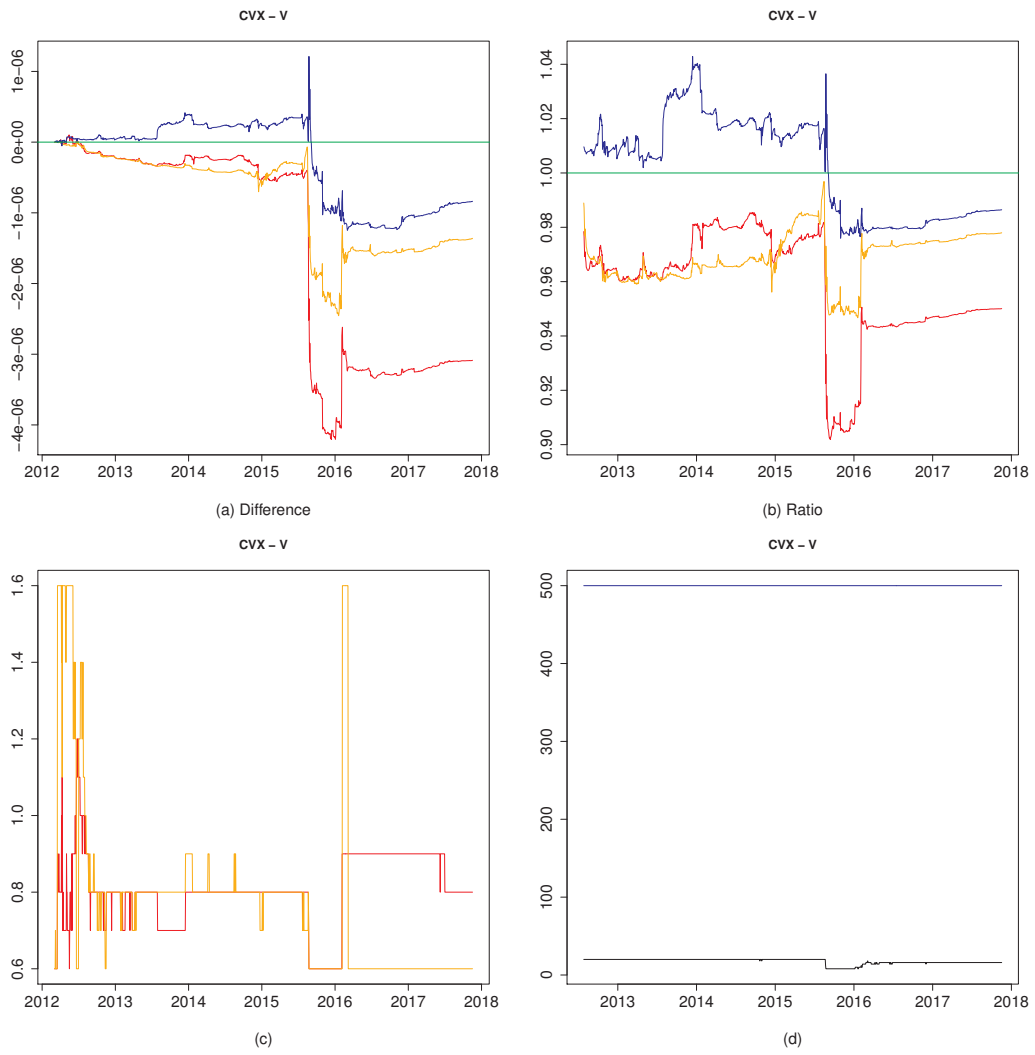 CVX − V
1e−06
0e+00
−1e−06
−2e−06
−3e−06
−4e−06
2012 2013 2014 2015 2016 2017 2018
(a) Difference
CVX − V
1.04
1.02
1.00
0.98
0.96
0.94
0.92
0.90
2013 2014 2015 2016 2017 2018
(b) Ratio
CVX − V
1.6
1.4
1.2
1.0
0.8
0.6
2012 2013 2014 2015 2016 2017 2018
(c)
CVX − V
500
400
300
200
100
0
2013 2014 2015 2016 2017 2018
(d)